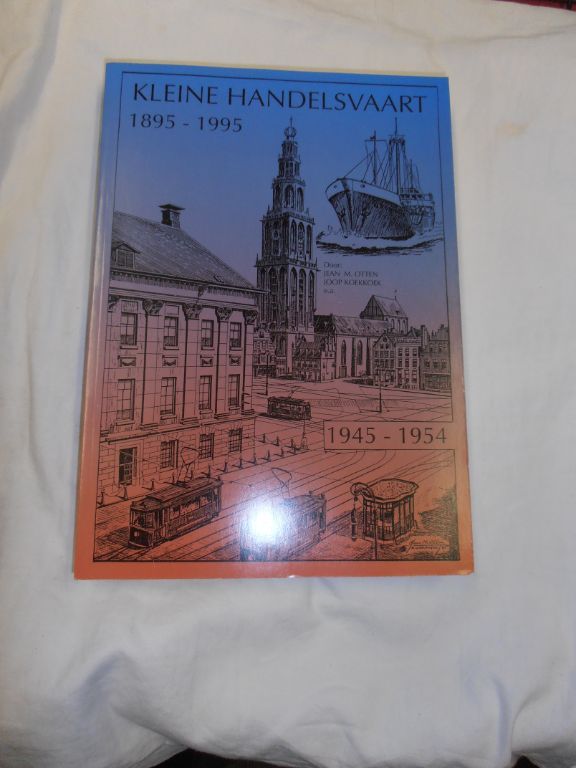 KLEINE HANDELSVAART
1895 - 1995
Door:
JEAN M. OTTEN
JOOP KOEKKOEK
e.a.
1945 - 1954